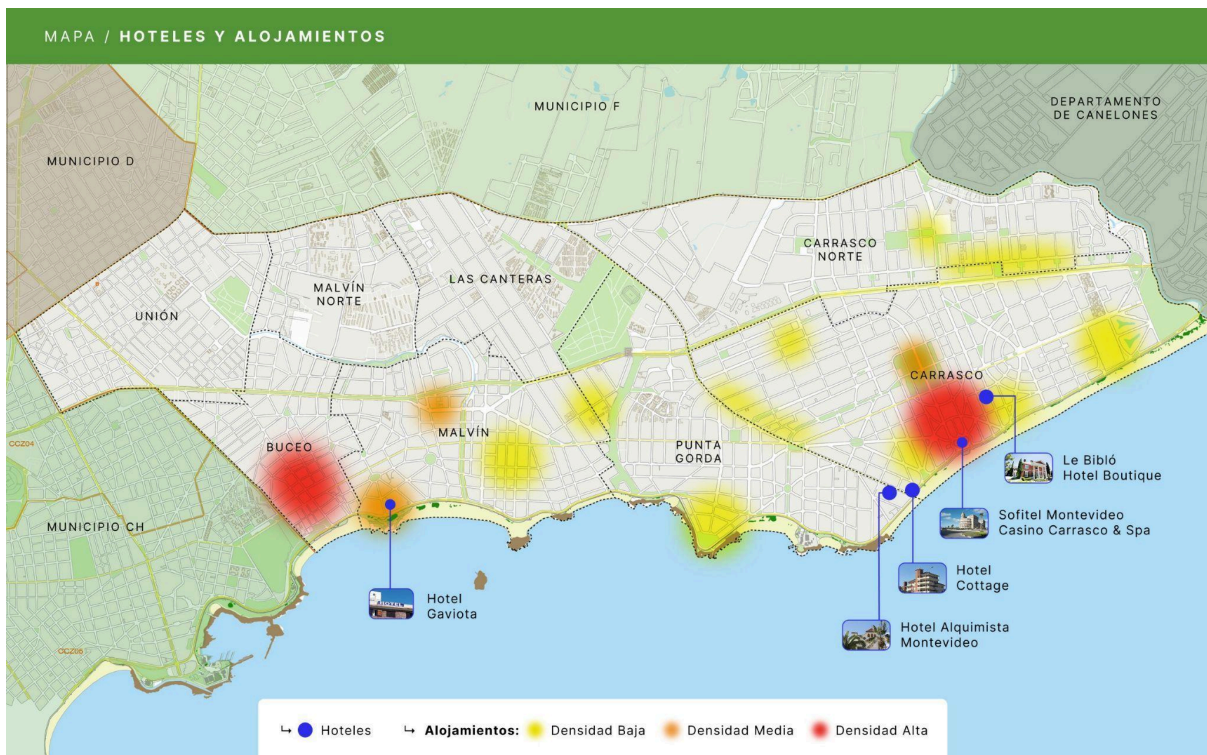 MAPA / HOTELES Y ALOJAMIENTOS
MUNICIPIO F
DEPARTAMENTO
DE CANELONES
MUNICIPIO D
CARRASCO
NORTE
LAS CANTERAS
MALVÍN
NORTE
UNIÓN
CARRASCO
MALVÍN
BUCEO
PUNTA
GORDA
CCZ04
Le Bibló
Hotel Boutique
MUNICIPIO CH
Sofitel Montevideo
Casino Carrasco & Spa
Hotel
Cottage
Hotel
Gaviota
Hotel Alquimista
Montevideo
CCZ05
↳ Hoteles ↳ Alojamientos: Densidad Baja Densidad Media Densidad Alta